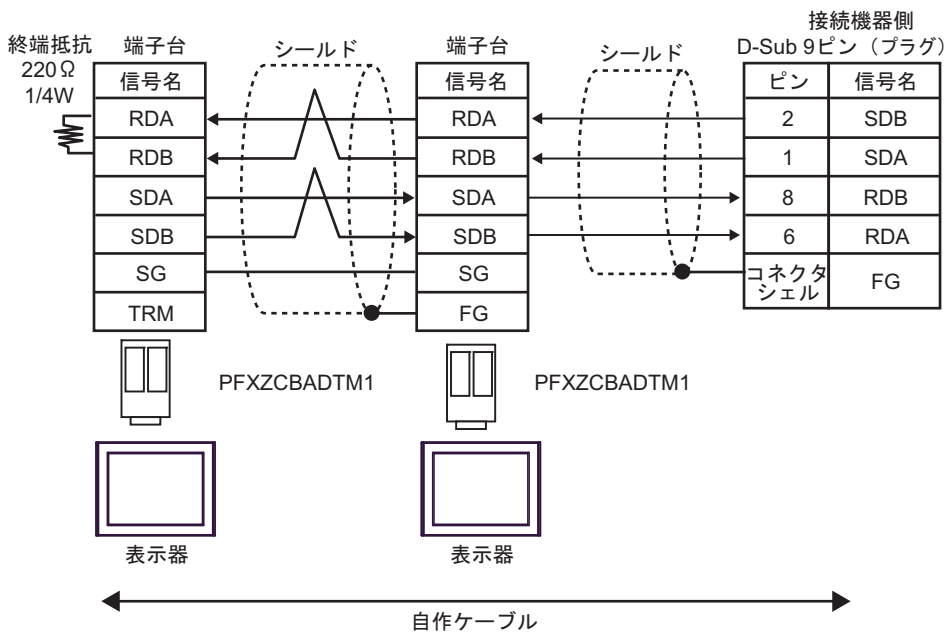 接続機器側
D-Sub 9ピン（プラグ）
終端抵抗
220Ω
1/4W
端子台
シールド
端子台
シールド
信号名
信号名
ピン 信号名
RDA
RDA
2 SDB
RDB
RDB
1 SDA
SDA
SDA
8 RDB
SDB
SDB
6 RDA
SG
SG
コネクタ
シェル
FG
TRM
FG
PFXZCBADTM1
PFXZCBADTM1
表示器
表示器
自作ケーブル